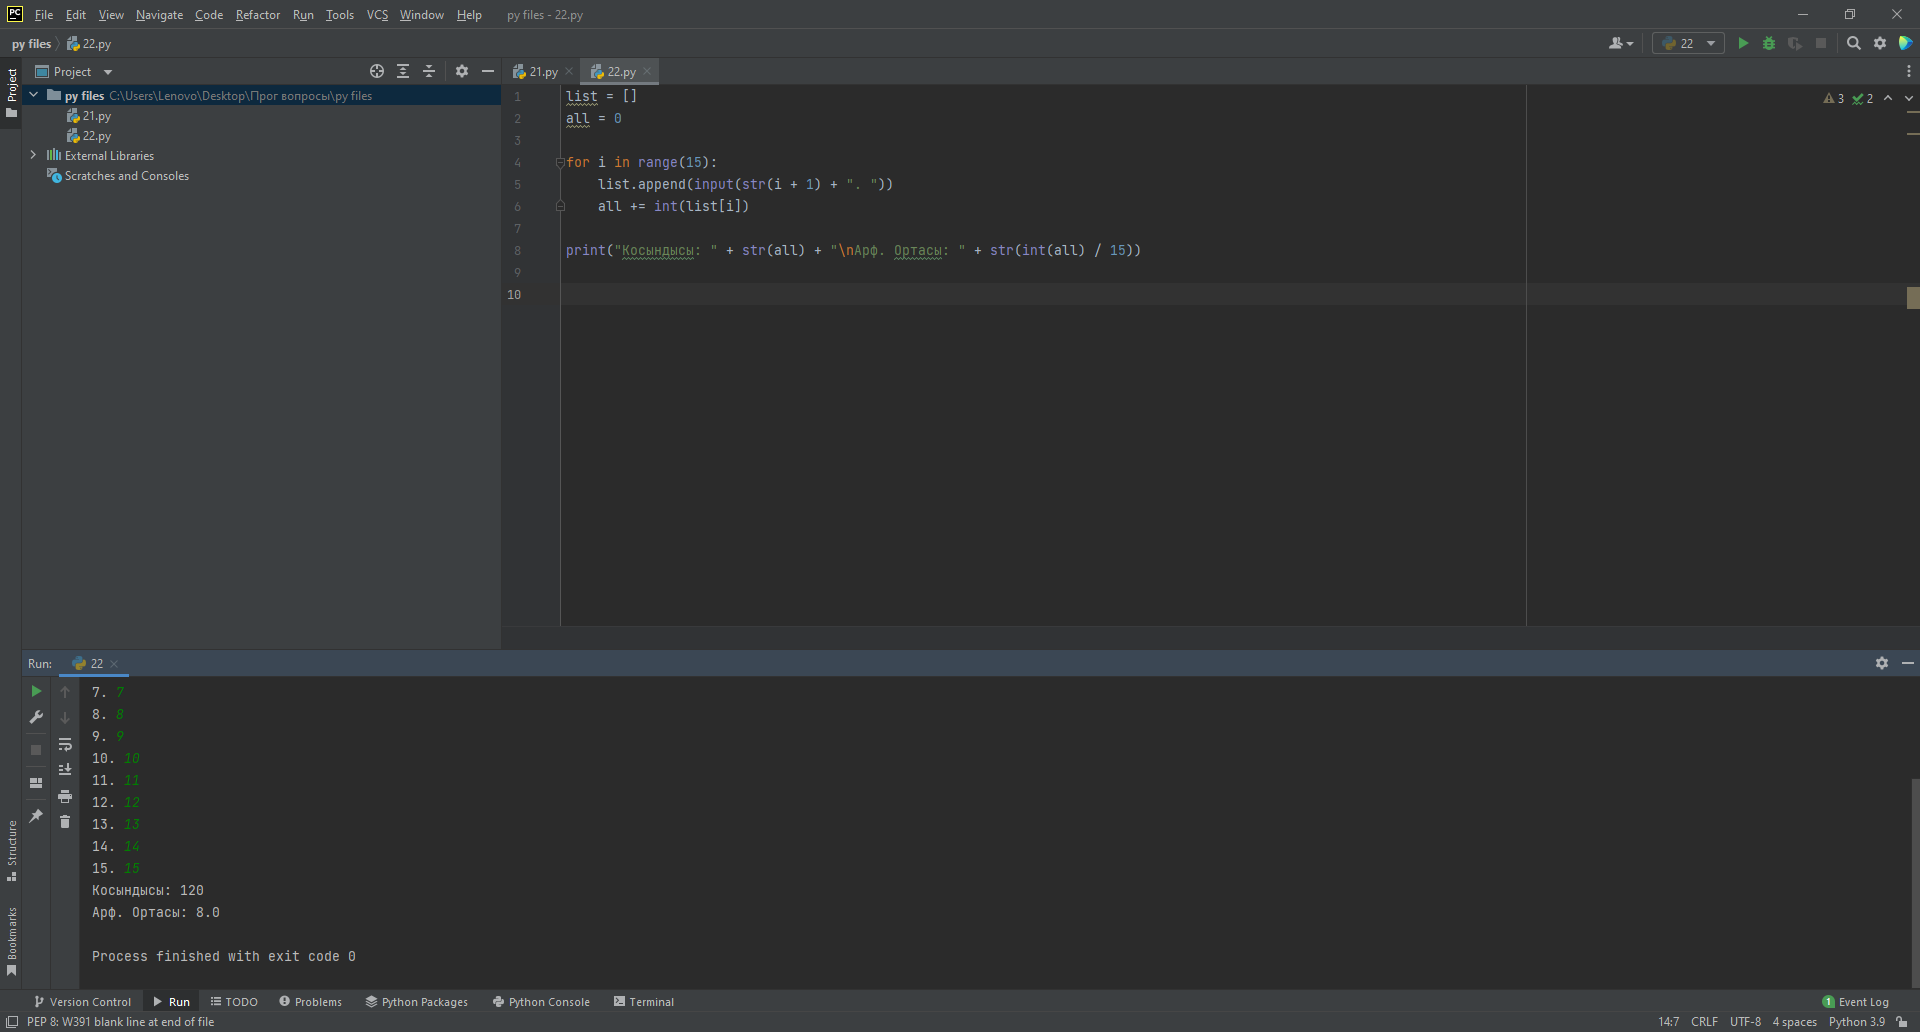 PC File Edit View Navigate Code Refactor Run Tools VCS Window Help py files - 22.py
py files 22.py 22
Project 21.py 22.py
Project
py files C:\Users\Lenovo\Desktop\Прог вопросы\py files
21.py
22.py
External Libraries
Scratches and Consoles
3 2
1 list = []
2 all = 0
3
4 for i in range(15):
5 list.append(input(str(i + 1) + ". "))
6 all += int(list[i])
7
8 print("Косындысы: " + str(all) + "\nАрф. Ортасы: " + str(int(all) / 15))
9
10
Run: 22
7. 7
8. 8
9. 9
10. 10
11. 11
12. 12
13. 13
14. 14
15. 15
Косындысы: 120
Арф. Ортасы: 8.0
Process finished with exit code 0
Structure
Bookmarks
Version Control Run TODO Problems Python Packages Python Console Terminal 1 Event Log
PEP 8: W391 blank line at end of file 14:7 CRLF UTF-8 4 spaces Python 3.9